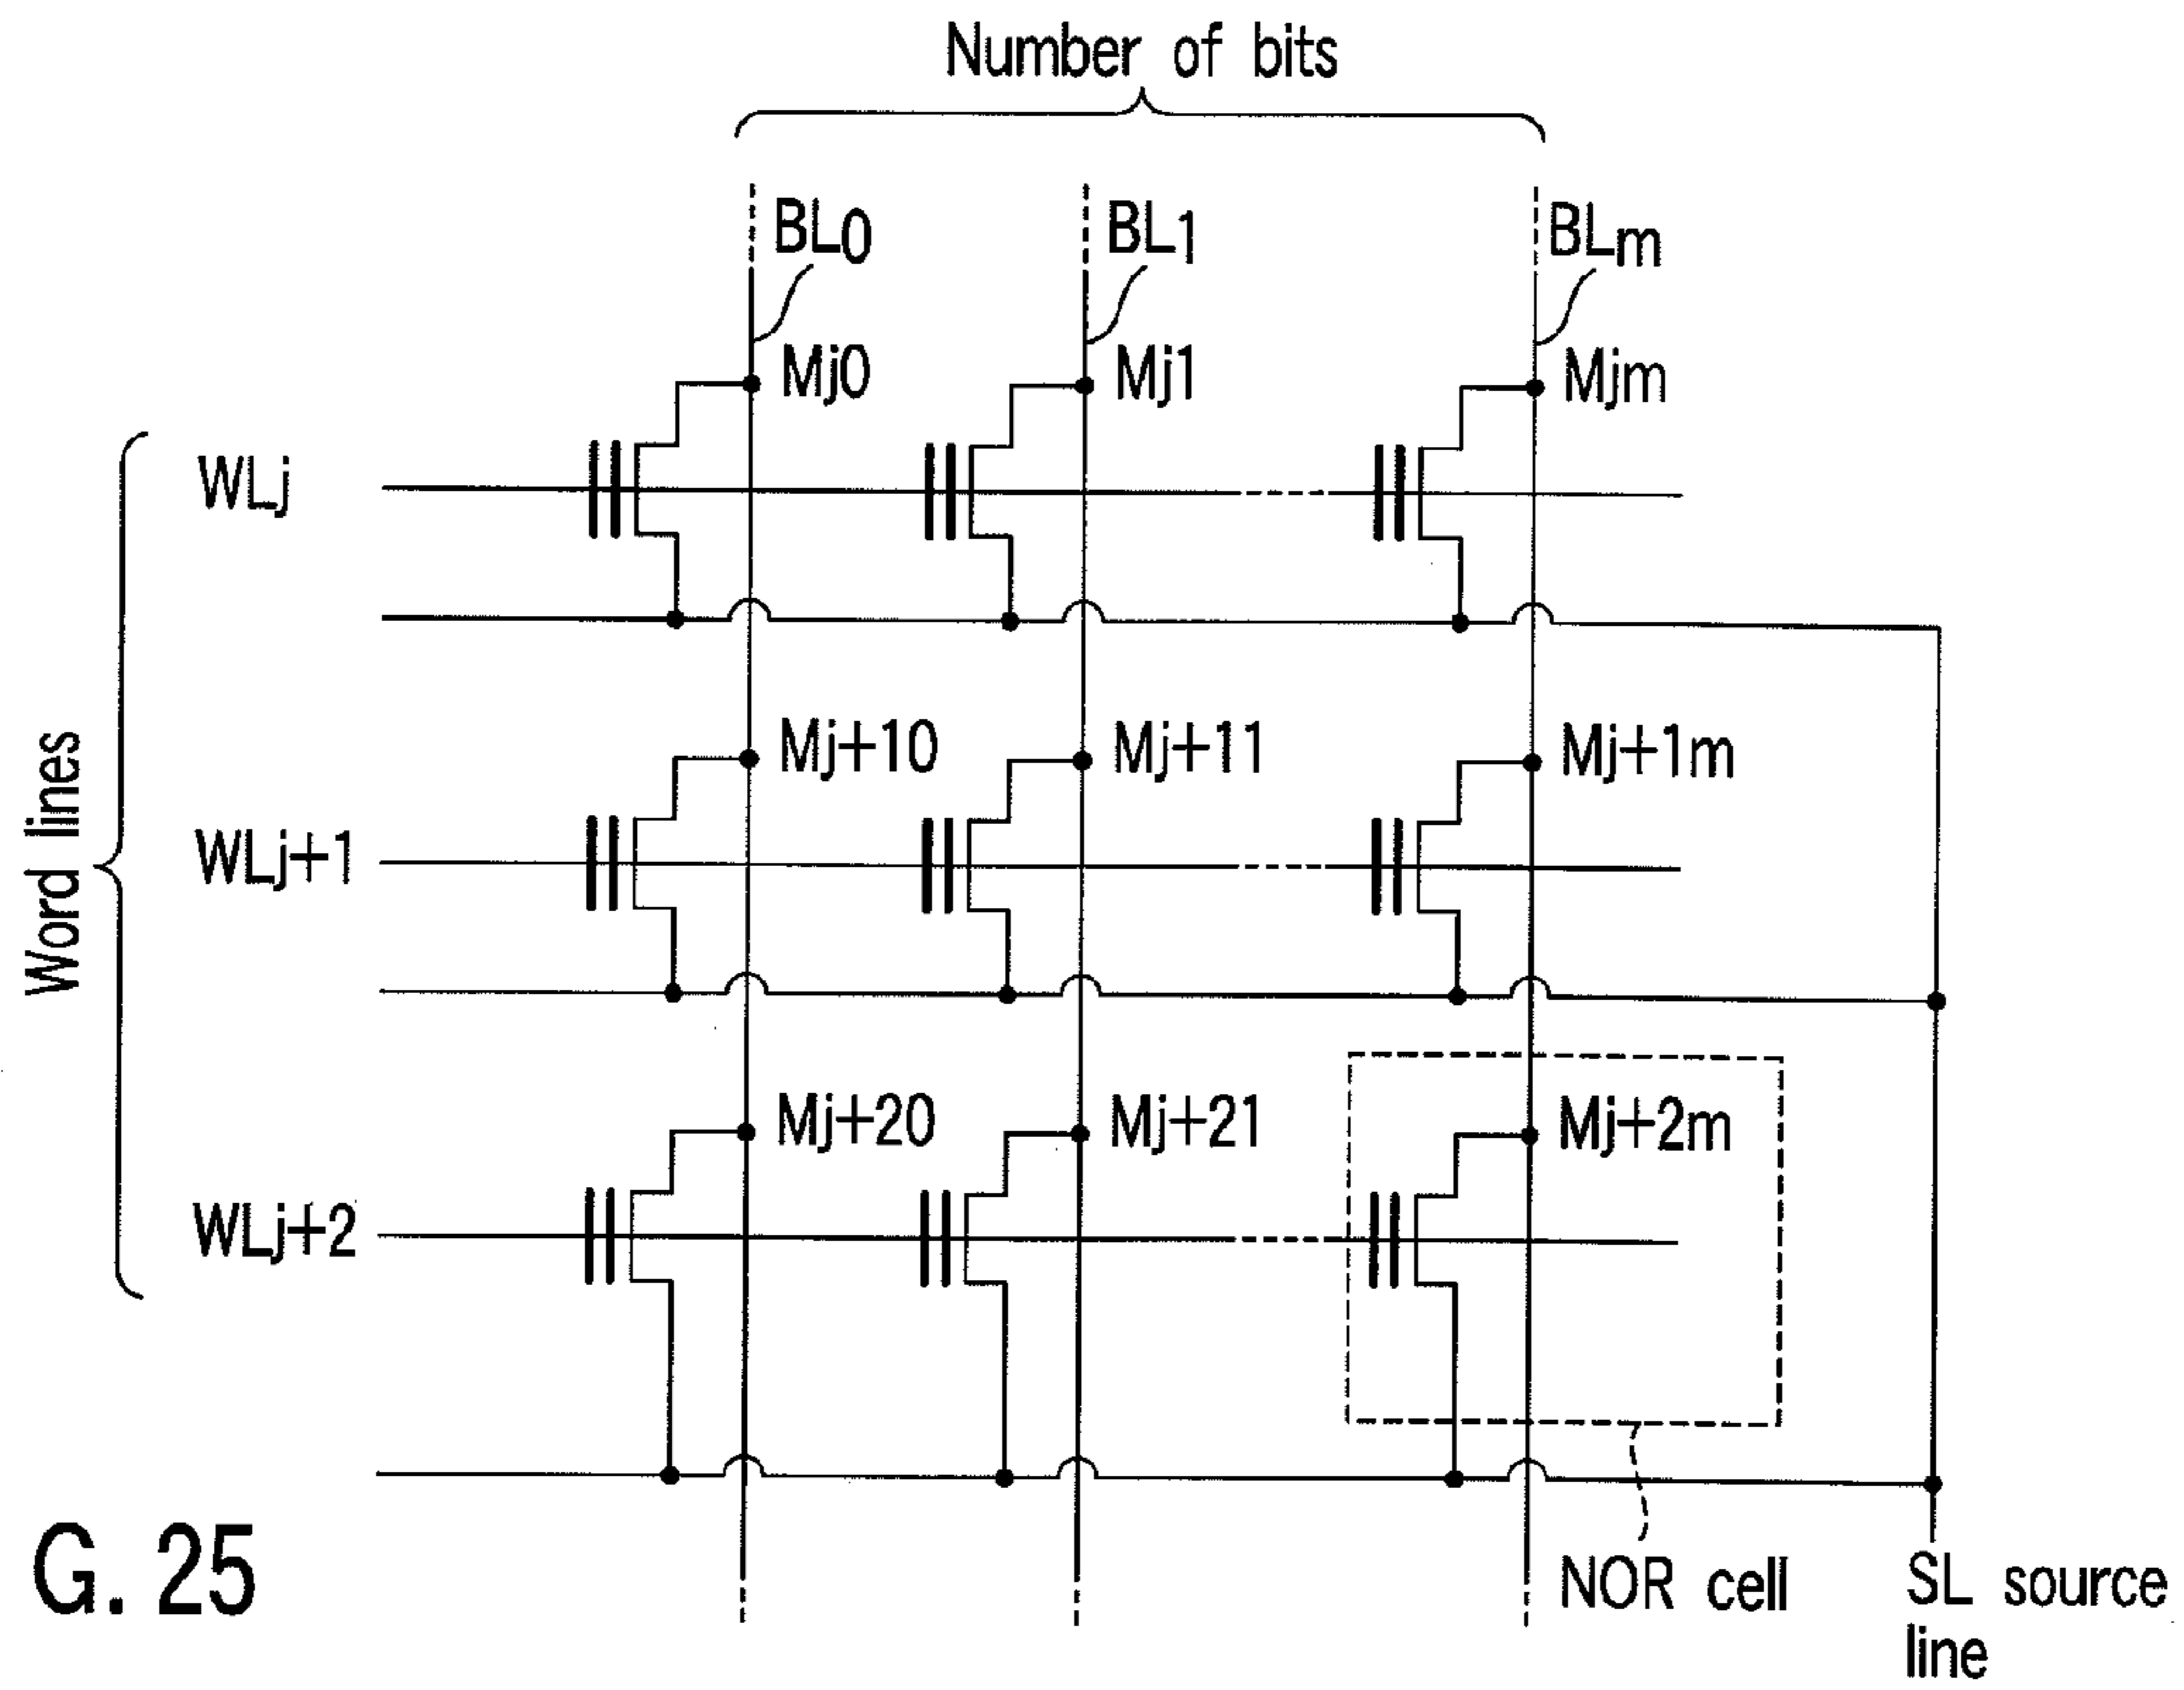 Number of bits
BL0
BL1
BLm
Mj0
Mj1
Mjm
WLj
Mj+10
Mj+11
Mj+1m
WLj+1
Word lines
Mj+20
Mj+21
Mj+2m
WLj+2
G. 25
NOR cell
SL source
line